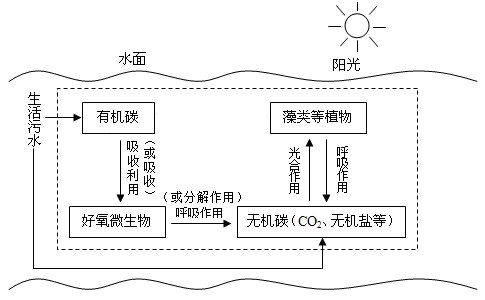 水面
阳光
生活污水
有机碳
藻类等植物
吸收利用
(或吸收)
光合作用
呼吸作用
(或分解作用)
呼吸作用
好氧微生物
无机碳(CO₂、无机盐等)